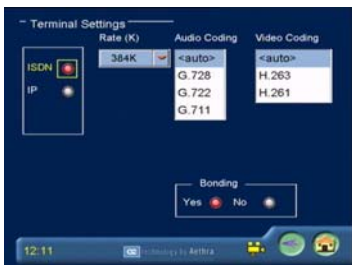 Terminal Settings
Rate (K) Audio Coding Video Coding
ISDN 384K <auto> <auto>
IP G.728 H.263
G.722 H.261
G.711
Bonding
Yes No
12:11 technology by Aethra